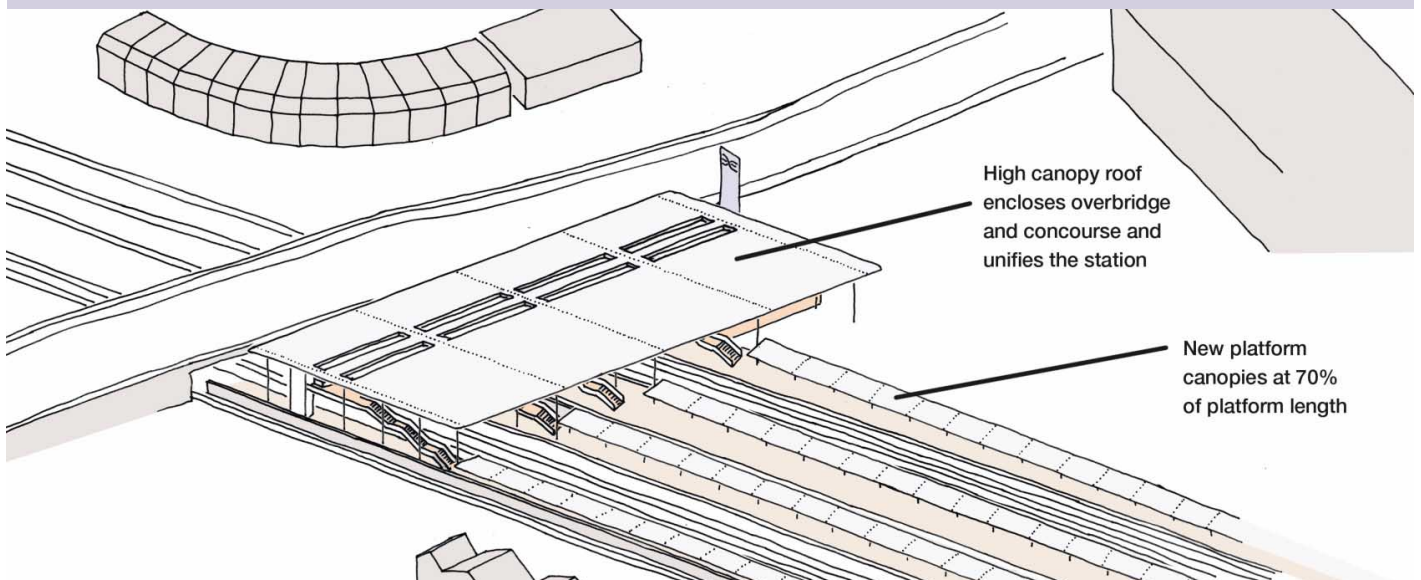 High canopy roof
encloses overbridge
and concourse and
unifies the station
New platform
canopies at 70%
of platform length